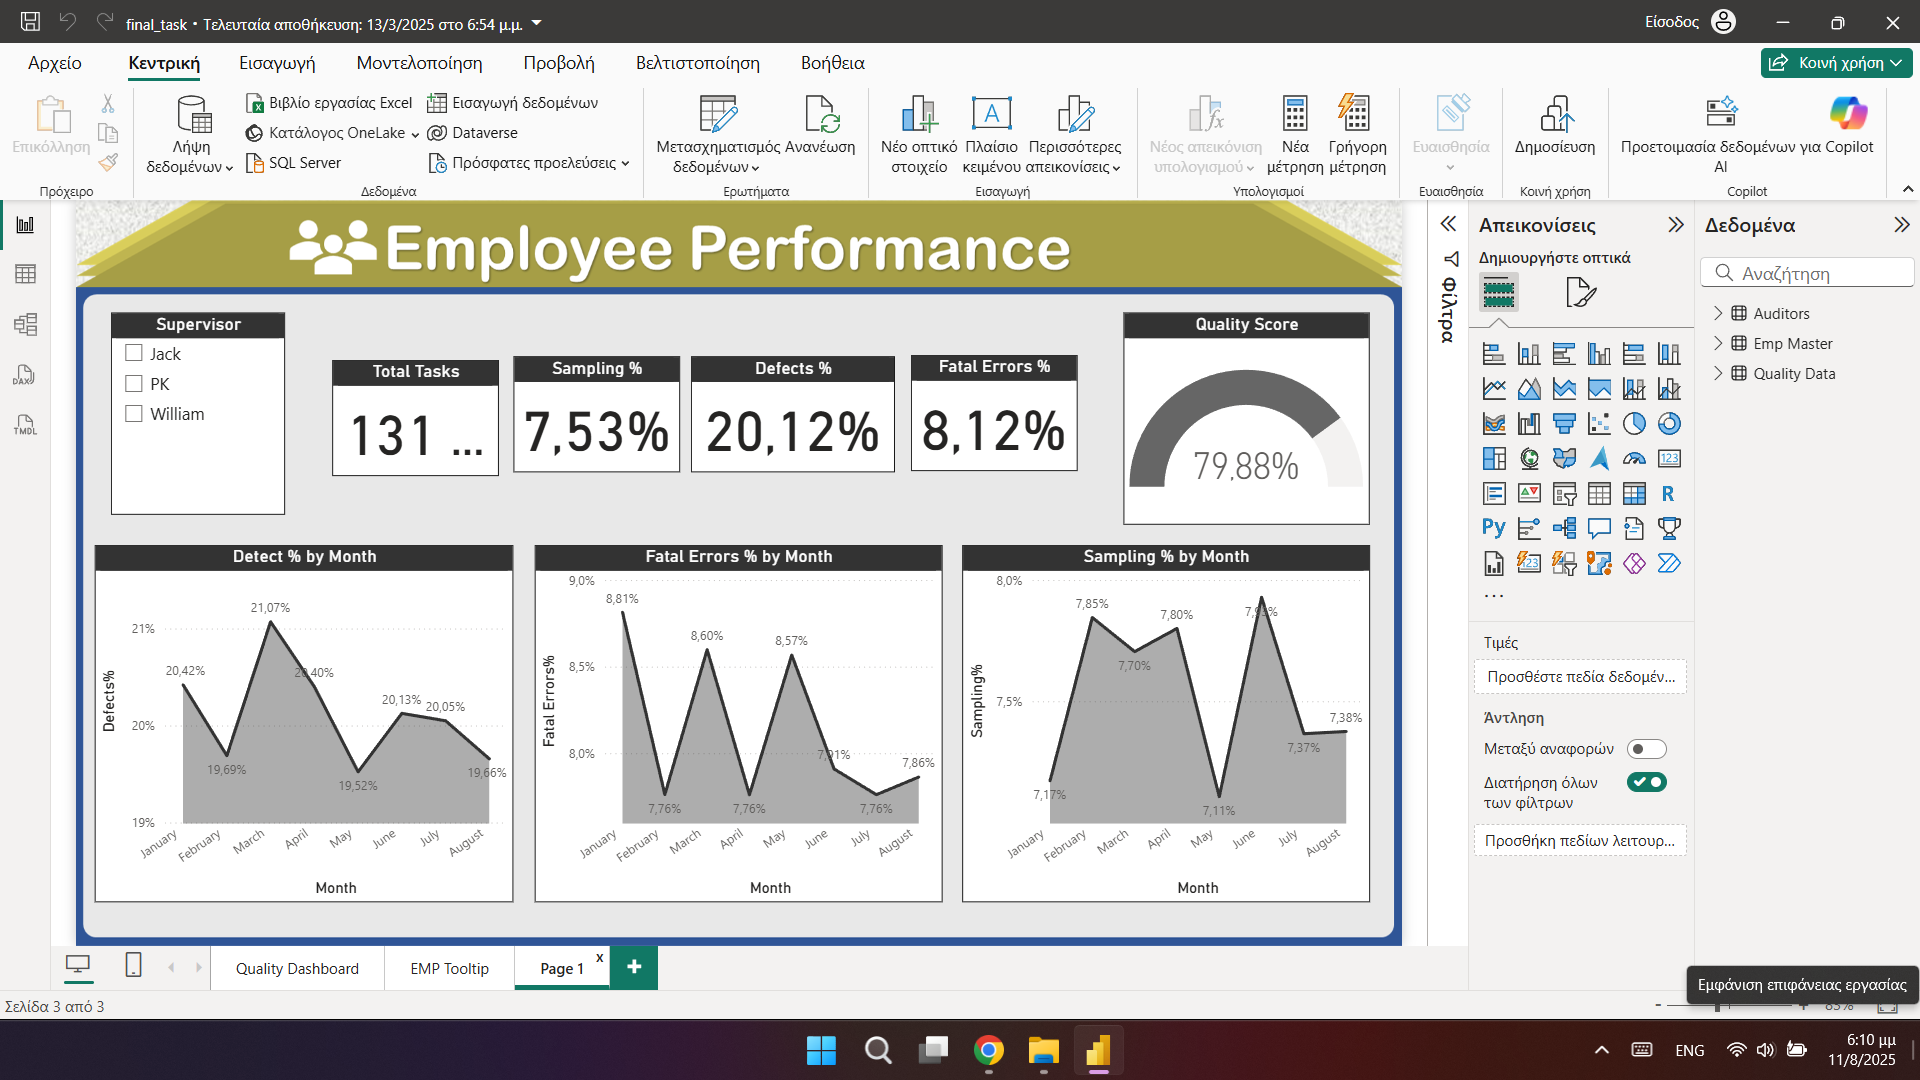 final_task • Τελευταία αποθήκευση: 13/3/2025 στο 6:54 μ.μ.
Είσοδος
Αρχείο
Κεντρική
Εισαγωγή
Μοντελοποίηση
Προβολή
Βελτιστοποίηση
Βοήθεια
Κοινή χρήση
Επικόλληση
Πρόχειρο
Λήψη
δεδομένων
Βιβλίο εργασίας Excel
Κατάλογος OneLake
SQL Server
Εισαγωγή δεδομένων
Dataverse
Πρόσφατες προελεύσεις
Δεδομένα
Μετασχηματισμός
δεδομένων
Ανανέωση
Ερωτήματα
Νέο οπτικό
στοιχείο
Πλαίσιο
κειμένου
Περισσότερες
απεικονίσεις
Εισαγωγή
Νέος απεικόνιση
υπολογισμού
Νέα
μέτρηση
Γρήγορη
μέτρηση
Υπολογισμοί
Ευαισθησία
Ευαισθησία
Δημοσίευση
Κοινή χρήση
Προετοιμασία δεδομένων για
AI
Copilot
Copilot
DAX
TMDL
Employee Performance
Supervisor
Jack
PK
William
Total Tasks
131 ...
Sampling %
7,53%
Defects %
20,12%
Fatal Errors %
8,12%
Quality Score
79,88%
Detect % by Month
Defects%
21%
20%
19%
20,42%
19,69%
21,07%
20,40%
19,52%
20,13%
20,05%
19,66%
January
February
March
April
May
June
July
August
Month
Fatal Errors % by Month
Fatal Errors%
9,0%
8,5%
8,0%
8,81%
7,76%
8,60%
7,76%
8,57%
7,91%
7,76%
7,86%
January
February
March
April
May
June
July
August
Month
Sampling % by Month
Sampling%
8,0%
7,5%
7,17%
7,85%
7,70%
7,80%
7,11%
7,37%
7,38%
January
February
March
April
May
June
July
August
Month
Φίλτρα
Απεικονίσεις
Δημιουργήστε οπτικά
123
R
Py
123
...
Τιμές
Προσθέστε πεδία δεδομέν...
Άντληση
Μεταξύ αναφορών
Διατήρηση όλων
των φίλτρων
Προσθήκη πεδίων λειτουρ...
Δεδομένα
Αναζήτηση
Auditors
Emp Master
Quality Data
Quality Dashboard
EMP Tooltip
Page 1
x
+
Σελίδα 3 από 3
Εμφάνιση επιφάνειας εργασίας
ENG
6:10 μμ
11/8/2025